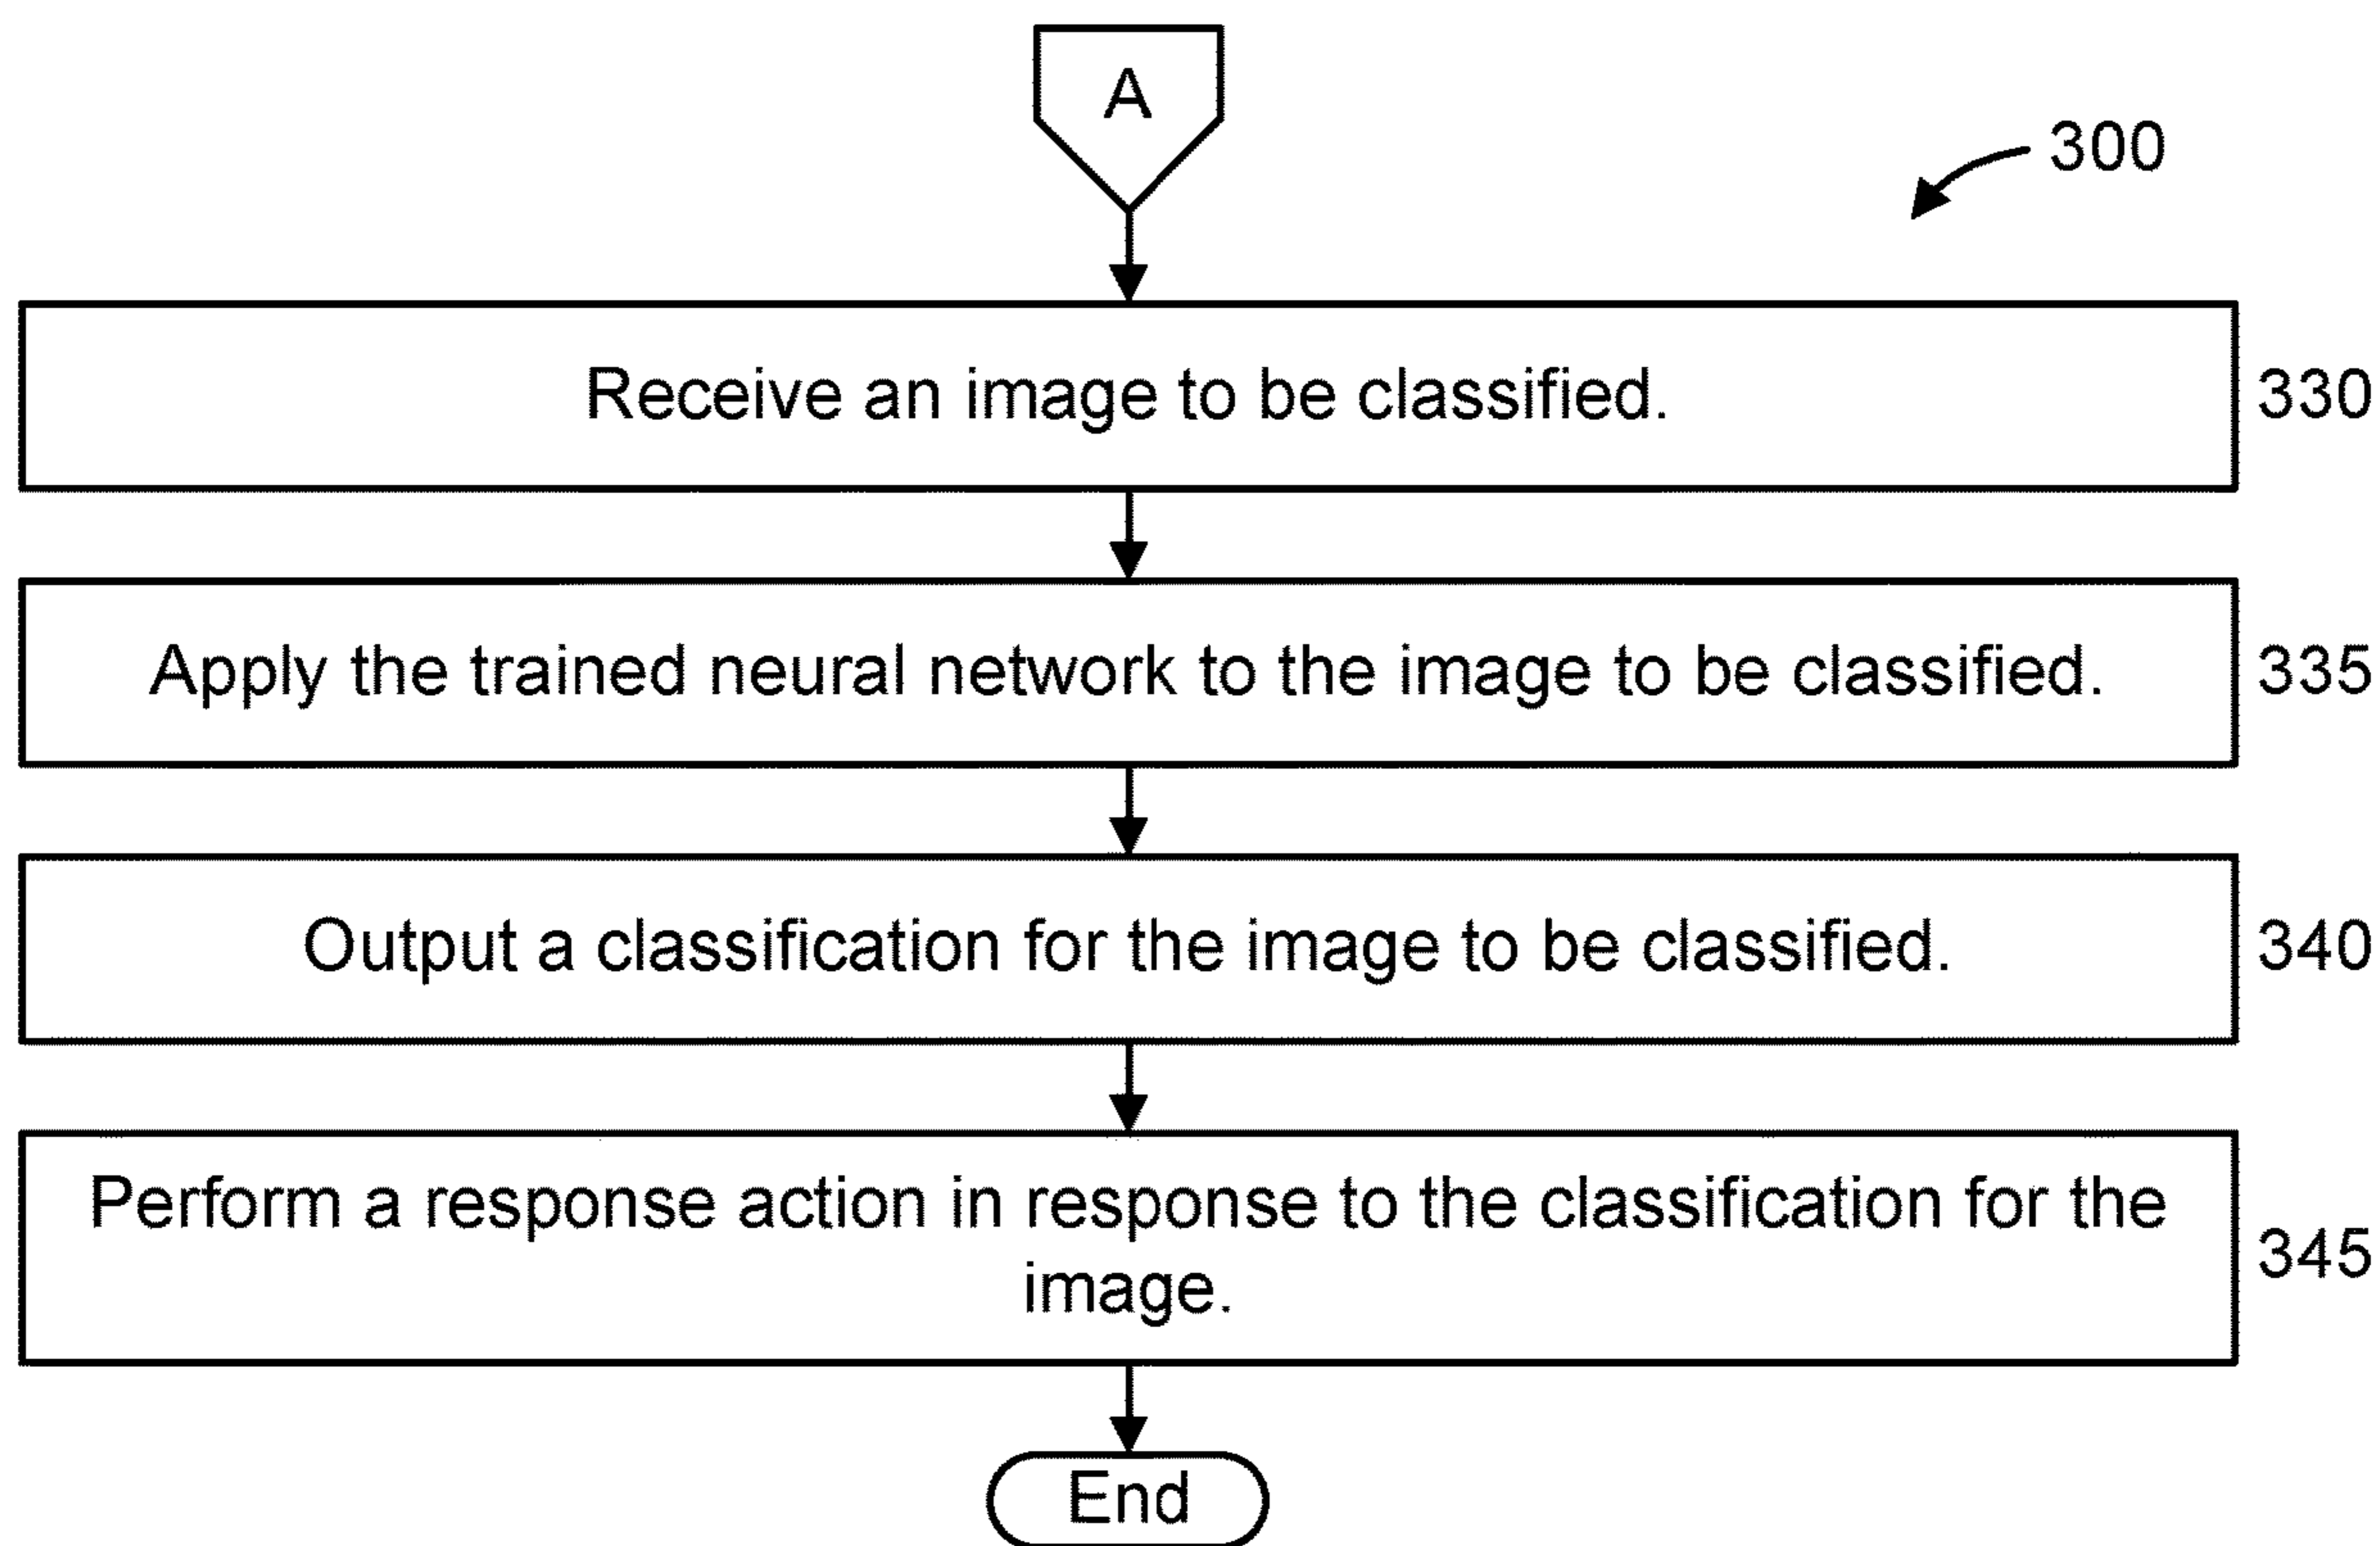 A
300
Receive an image to be classified.
330
Apply the trained neural network to the image to be classified.
335
Output a classification for the image to be classified.
340
Perform a response action in response to the classification for the
image.
345
End